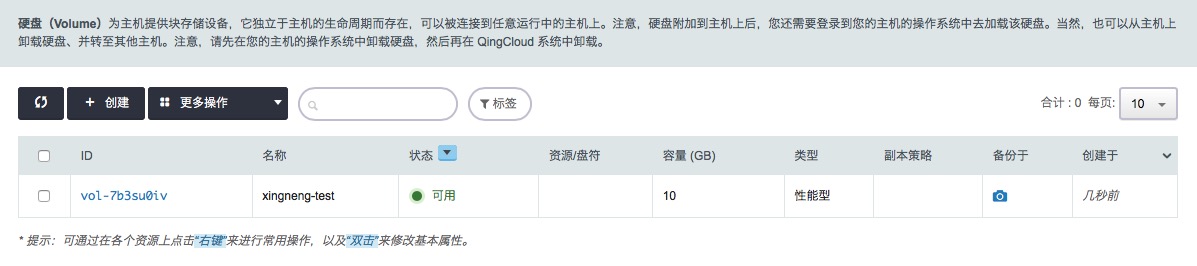 硬盘（Volume）为主机提供块存储设备，它独立于主机的生命周期而存在，可以被连接到任意运行中的主机上。注意，硬盘附加到主机上后，您还需要登录到您的主机的操作系统中去加载该硬盘。当然，也可以从主机上
卸载硬盘、并转至其他主机。注意，请先在您的主机的操作系统中卸载硬盘，然后再在 QingCloud 系统中卸载。
+ 创建 更多操作 标签 合计 : 0 每页: 10
ID 名称 状态 资源/盘符 容量 (GB) 类型 副本策略 备份于 创建于
vol-7b3su0iv xingneng-test 可用 10 性能型 几秒前
* 提示：可通过在各个资源上点击“右键”来进行常用操作，以及“双击”来修改基本属性。